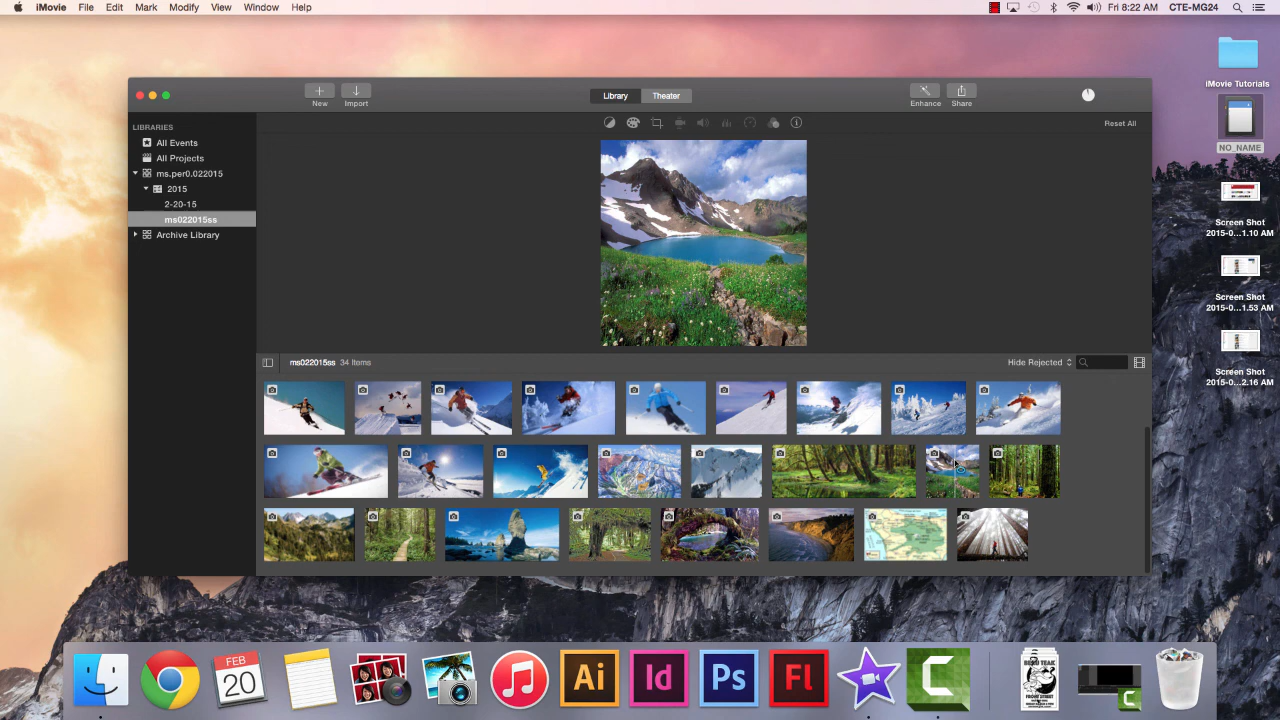 iMovie File Edit Mark Modify View Window Help
Fri 8:22 AM CTE-MG24
New
Import
Library
Theater
Enhance
Share
LIBRARIES
All Events
All Projects
ms.per0.022015
2015
2-20-15
ms022015ss
Archive Library
Reset All
ms022015ss 34 Items
Hide Rejected
iMovie Tutorials
NO_NAME
Screen Shot
2015-0...1.10 AM
Screen Shot
2015-0...1.53 AM
Screen Shot
2015-0...2.16 AM
FEB
20
Ai
Id
Ps
Fl
C
C